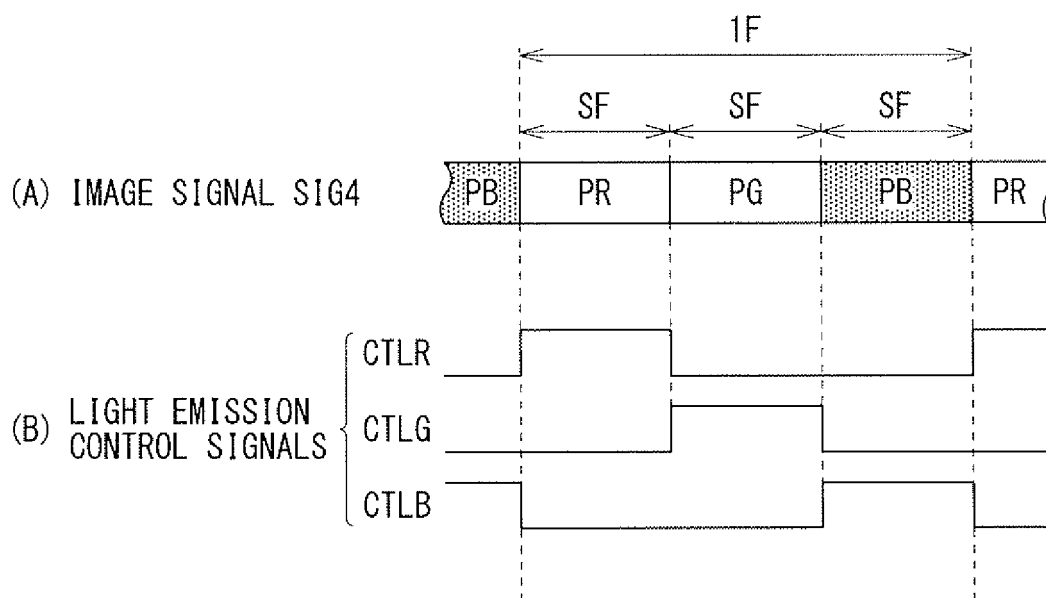 1F
SF SF SF
(A) IMAGE SIGNAL SIG4 PB PR PG PB PR
CTLR
(B) LIGHT EMISSION
CONTROL SIGNALS
CTLG
CTLB